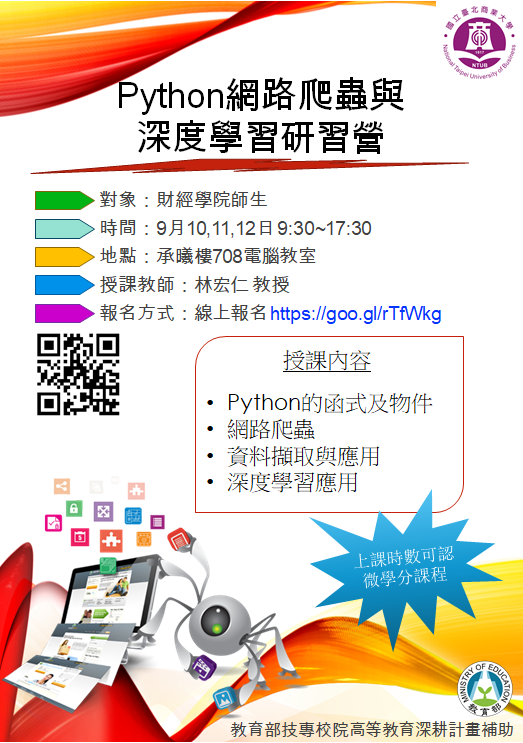 國立臺北商業大學
National Taipei University of Business
1917
NTUB
Python網路爬蟲與
深度學習研習營
對象：財經學院師生
時間：9月10,11,12日 9:30~17:30
地點：承曦樓708電腦教室
授課教師：林宏仁 教授
報名方式：線上報名 https://goo.gl/rTfWkg
授課內容
• Python的函式及物件
• 網路爬蟲
• 資料擷取與應用
• 深度學習應用
上課時數可認
微學分課程
MINISTRY OF EDUCATION
教育部
教育部技專校院高等教育深耕計畫補助